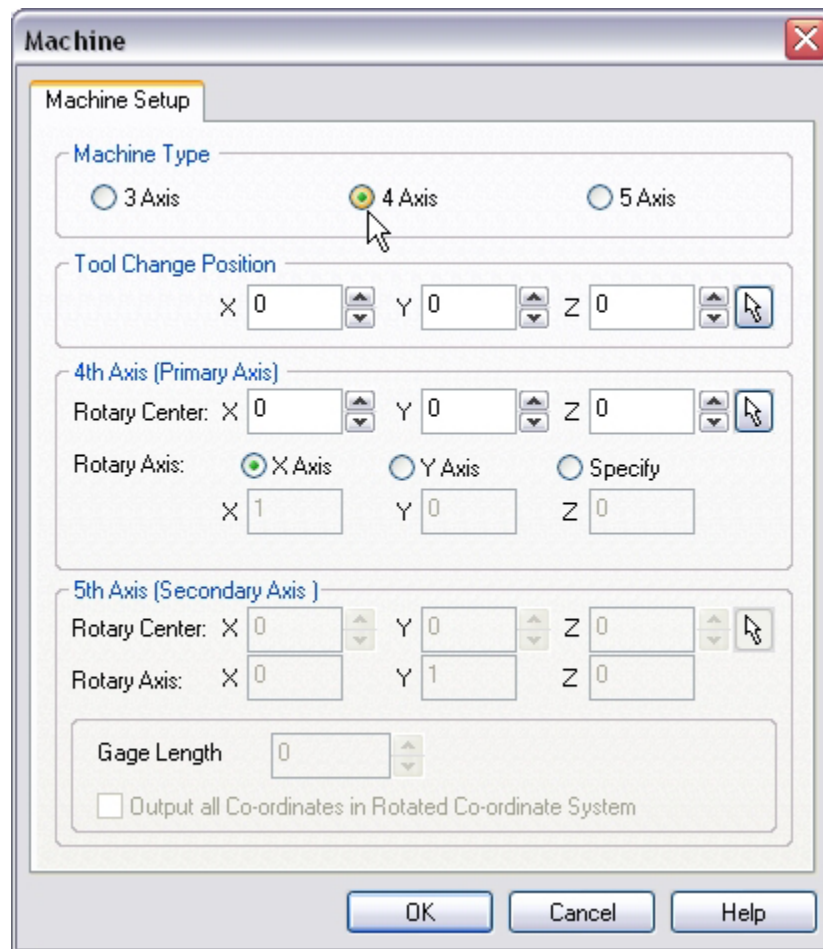 Machine
Machine Setup
Machine Type
3 Axis 4 Axis 5 Axis
Tool Change Position
X 0 Y 0 Z 0
4th Axis (Primary Axis)
Rotary Center: X 0 Y 0 Z 0
Rotary Axis: X Axis Y Axis Specify
X 1 Y 0 Z 0
5th Axis (Secondary Axis )
Rotary Center: X 0 Y 0 Z 0
Rotary Axis: X 0 Y 1 Z 0
Gage Length 0
Output all Co-ordinates in Rotated Co-ordinate System
OK Cancel Help